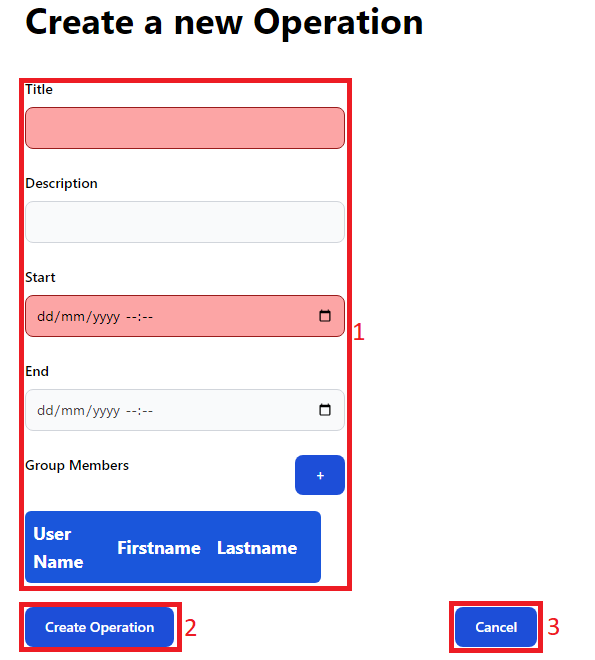 Create a new Operation
Title
Description
Start
dd/mm/yyyy --:--
1
End
dd/mm/yyyy --:--
Group Members
+
User Name
Firstname
Lastname
Create Operation
2
Cancel
3